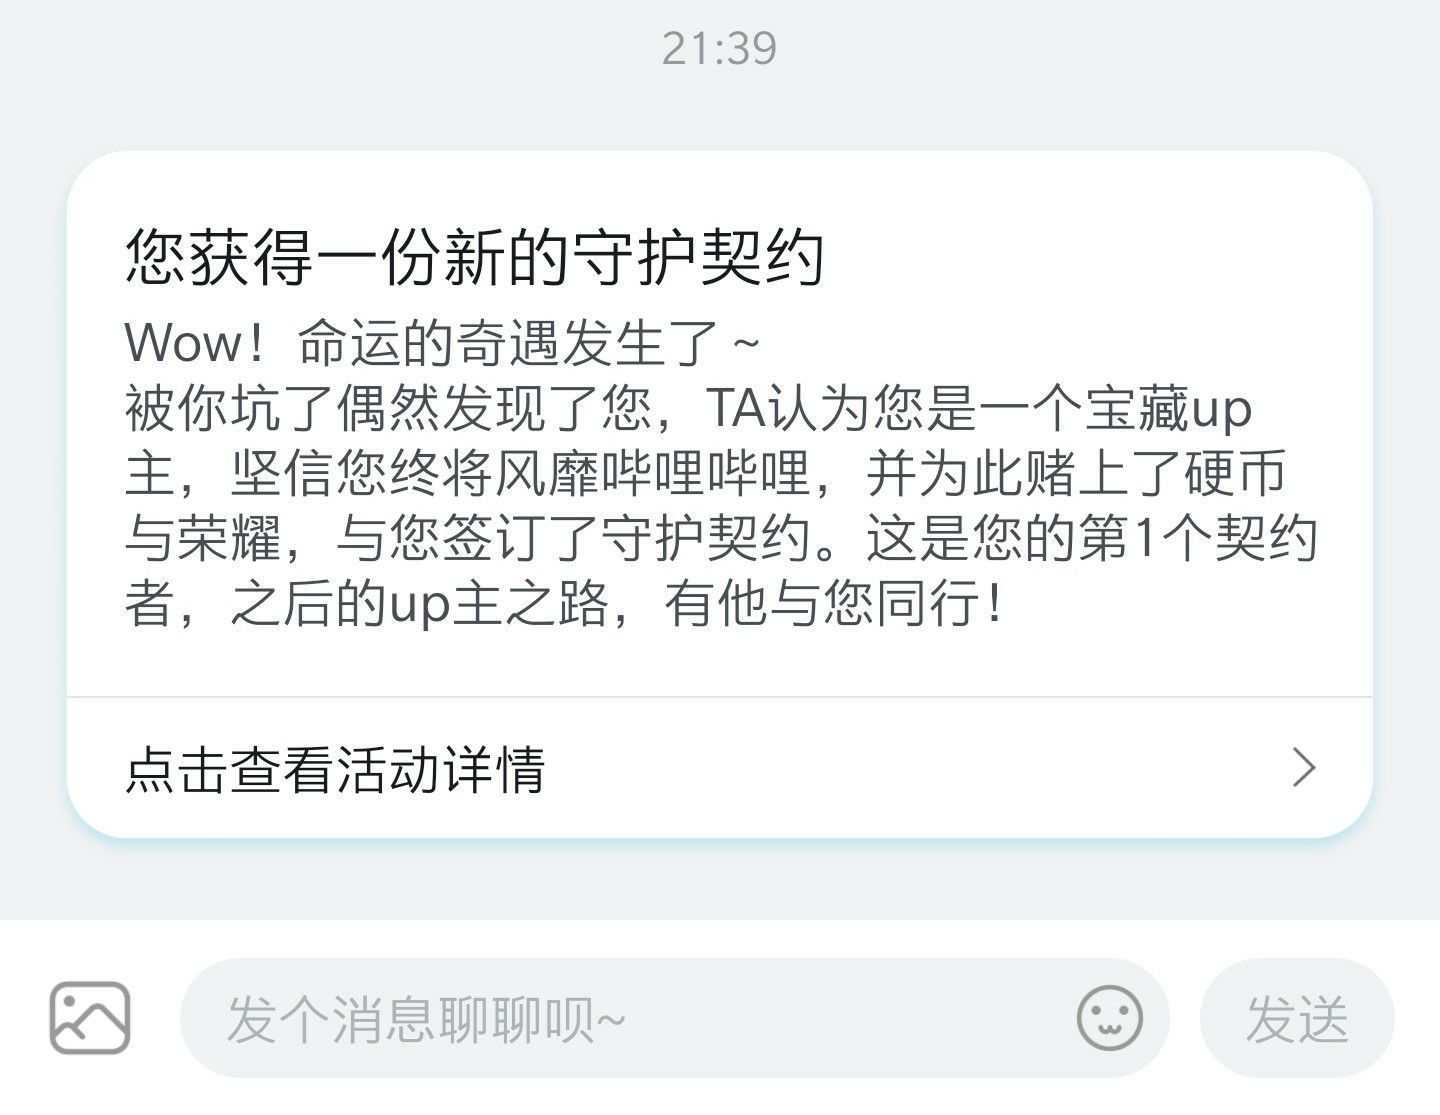 21:39
您获得一份新的守护契约
Wow！命运的奇遇发生了～
被你坑了偶然发现了您，TA认为您是一个宝藏up
主，坚信您终将风靡哔哩哔哩，并为此赌上了硬币
与荣耀，与您签订了守护契约。这是您的第1个契约
者，之后的up主之路，有他与您同行！
点击查看活动详情
发个消息聊聊呗~
发送